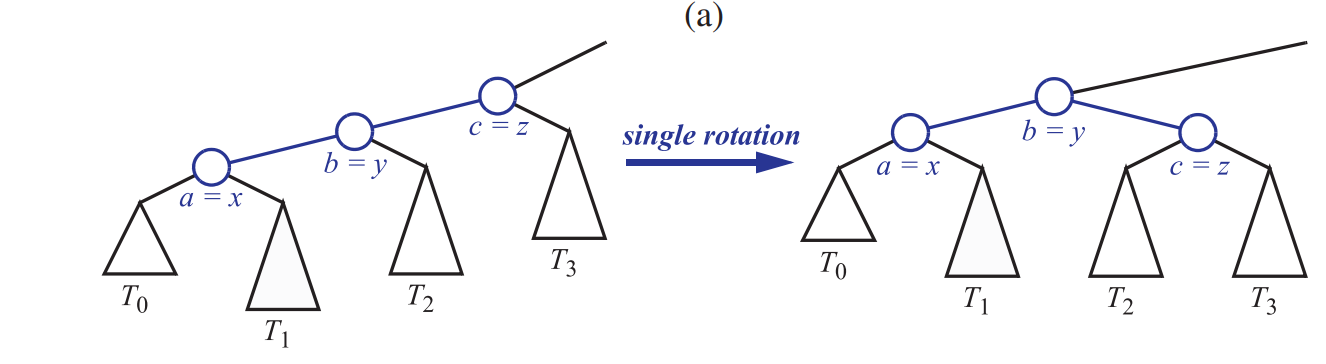 (a)
c = z
single rotation
b = y
b = y
a = x
c = z
a = x
T0
T1
T2
T3
T0
T1
T2
T3